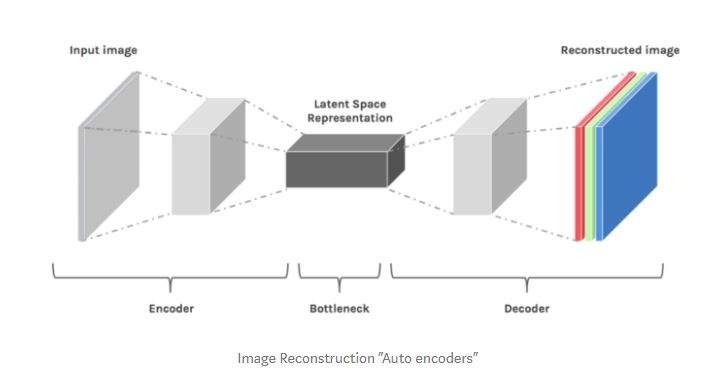 Input image
Reconstructed image
Latent Space
Representation
Encoder
Bottleneck
Decoder
Image Reconstruction "Auto encoders"